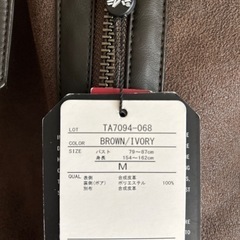 LOT TA7094-068
COLOR BROWN/IVORY
SIZE バスト 79〜87cm
身長 154〜162cm
M
QUAL 表側 合成皮革
裏側(ボア) ポリエステル 100%
別布 合成皮革